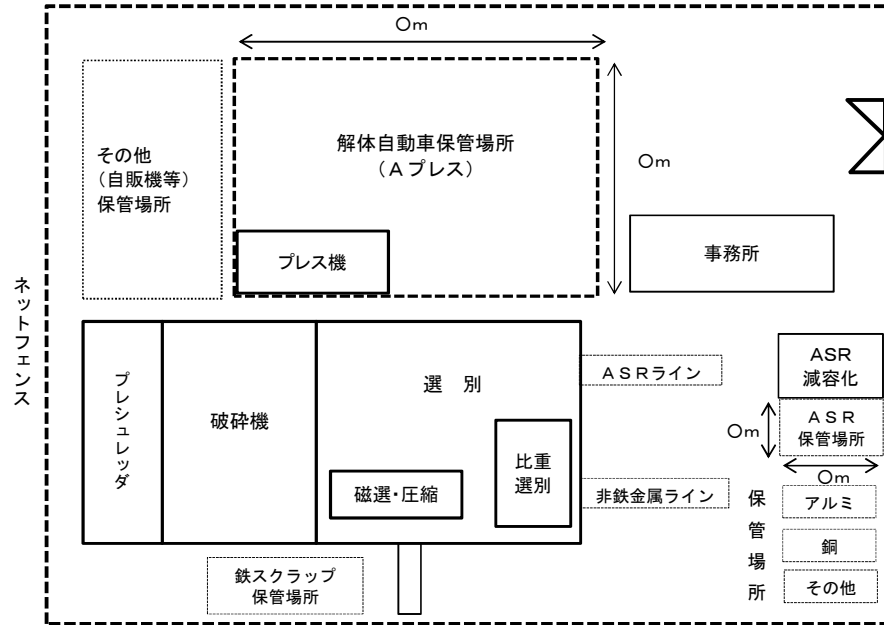 〇m
解体自動車保管場所
（Aプレス）
〇m
その他
（自販機等）
保管場所
プレス機
事務所
ネットフェンス
プレシュレッダ
破砕機
選　別
磁選・圧縮
比重
選別
ASRライン
非鉄金属ライン
ASR
減容化
ASR
保管場所
〇m
〇m
保管場所
アルミ
銅
その他
鉄スクラップ
保管場所